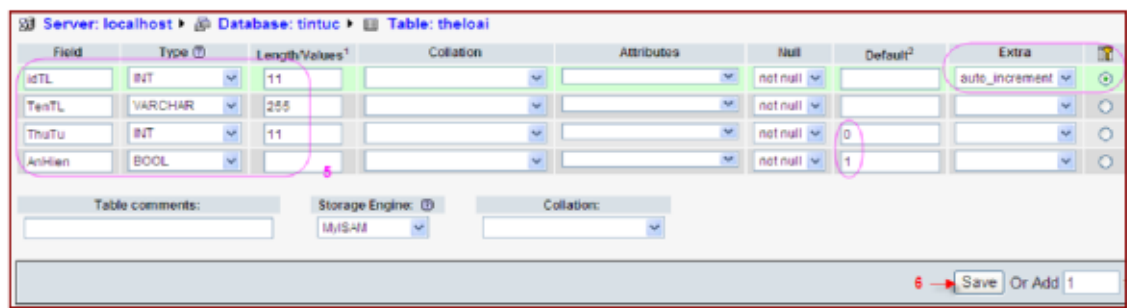 Server: localhost ▸ Database: tintuc ▸ Table: theloai
Field Type Length/Values¹ Collation Attributes Null Default² Extra
idTL INT 11 not null auto_increment
TenTL VARCHAR 255 not null
ThuTu INT 11 not null 0
AnHien BOOL not null 1
5
Table comments: Storage Engine: Collation:
MyISAM
6 Save Or Add 1